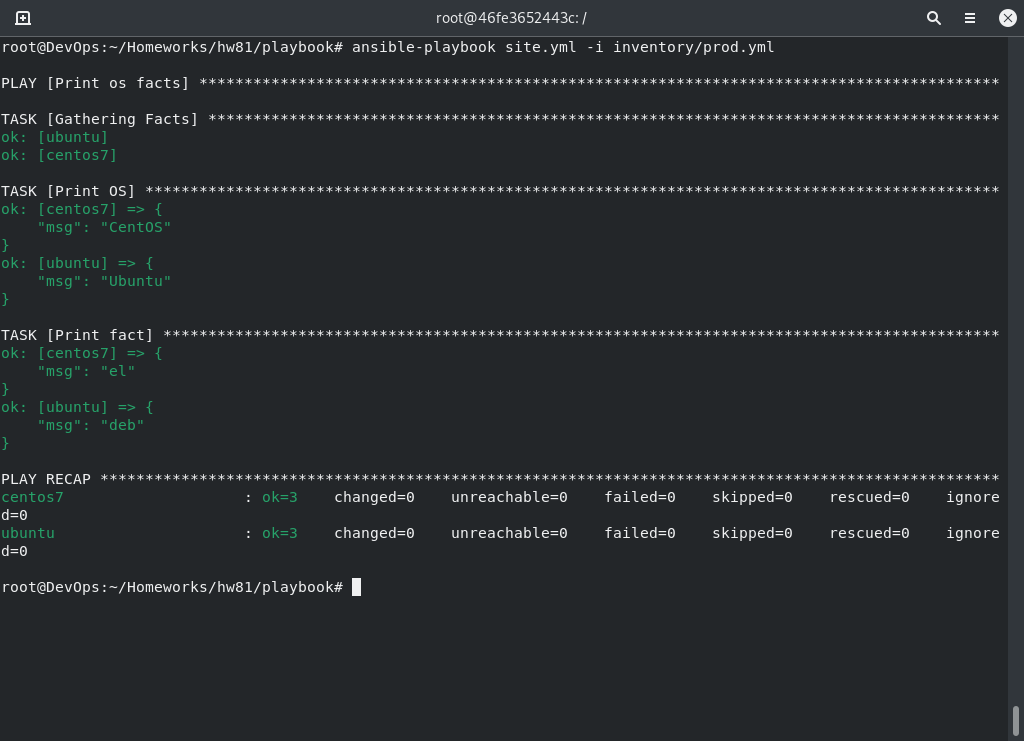 root@46fe3652443c: /
root@DevOps:~/Homeworks/hw81/playbook# ansible-playbook site.yml -i inventory/prod.yml
PLAY [Print os facts] *****************************************************************************************
TASK [Gathering Facts] ****************************************************************************************
ok: [ubuntu]
ok: [centos7]
TASK [Print OS] ***********************************************************************************************
ok: [centos7] => {
    "msg": "CentOS"
}
ok: [ubuntu] => {
    "msg": "Ubuntu"
}
TASK [Print fact] *********************************************************************************************
ok: [centos7] => {
    "msg": "el"
}
ok: [ubuntu] => {
    "msg": "deb"
}
PLAY RECAP ****************************************************************************************************
centos7                    : ok=3    changed=0    unreachable=0    failed=0    skipped=0    rescued=0    ignore
d=0
ubuntu                     : ok=3    changed=0    unreachable=0    failed=0    skipped=0    rescued=0    ignore
d=0
root@DevOps:~/Homeworks/hw81/playbook#